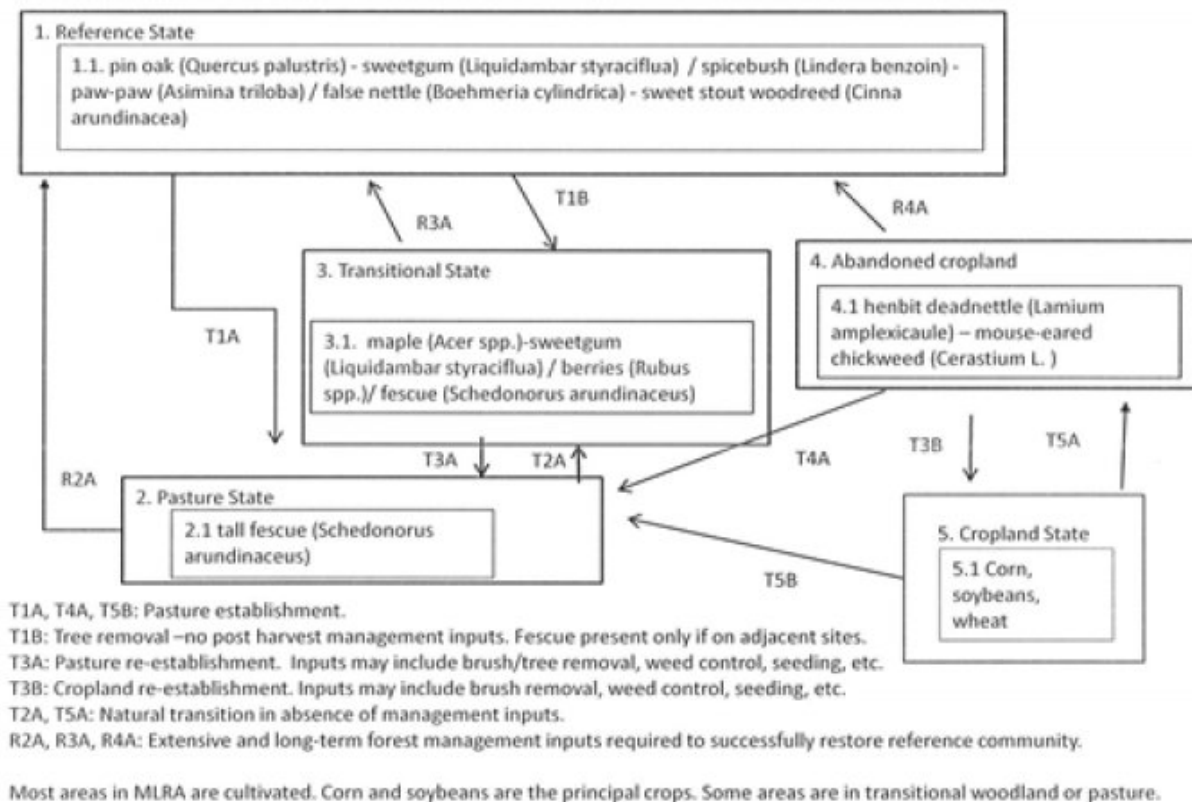 1. Reference State
1.1. pin oak (Quercus palustris) - sweetgum (Liquidambar styraciflua) / spicebush (Lindera benzoin) -
paw-paw (Asimina triloba) / false nettle (Boehmeria cylindrica) - sweet stout woodreed (Cinna
arundinacea)
T1B
R3A
R4A
3. Transitional State
3.1. maple (Acer spp.)-sweetgum
(Liquidambar styraciflua) / berries (Rubus
spp.)/ fescue (Schedonorus arundinaceus)
4. Abandoned cropland
4.1 henbit deadnettle (Lamium
amplexicaule) – mouse-eared
chickweed (Cerastium L. )
T1A
T3A
T2A
T4A
T3B
T5A
R2A
2. Pasture State
2.1 tall fescue (Schedonorus
arundinaceus)
T5B
5. Cropland State
5.1 Corn,
soybeans,
wheat
T1A, T4A, T5B: Pasture establishment.
T1B: Tree removal –no post harvest management inputs. Fescue present only if on adjacent sites.
T3A: Pasture re-establishment.  Inputs may include brush/tree removal, weed control, seeding, etc.
T3B: Cropland re-establishment. Inputs may include brush removal, weed control, seeding, etc.
T2A, T5A: Natural transition in absence of management inputs.
R2A, R3A, R4A: Extensive and long-term forest management inputs required to successfully restore reference community.
Most areas in MLRA are cultivated. Corn and soybeans are the principal crops. Some areas are in transitional woodland or pasture.